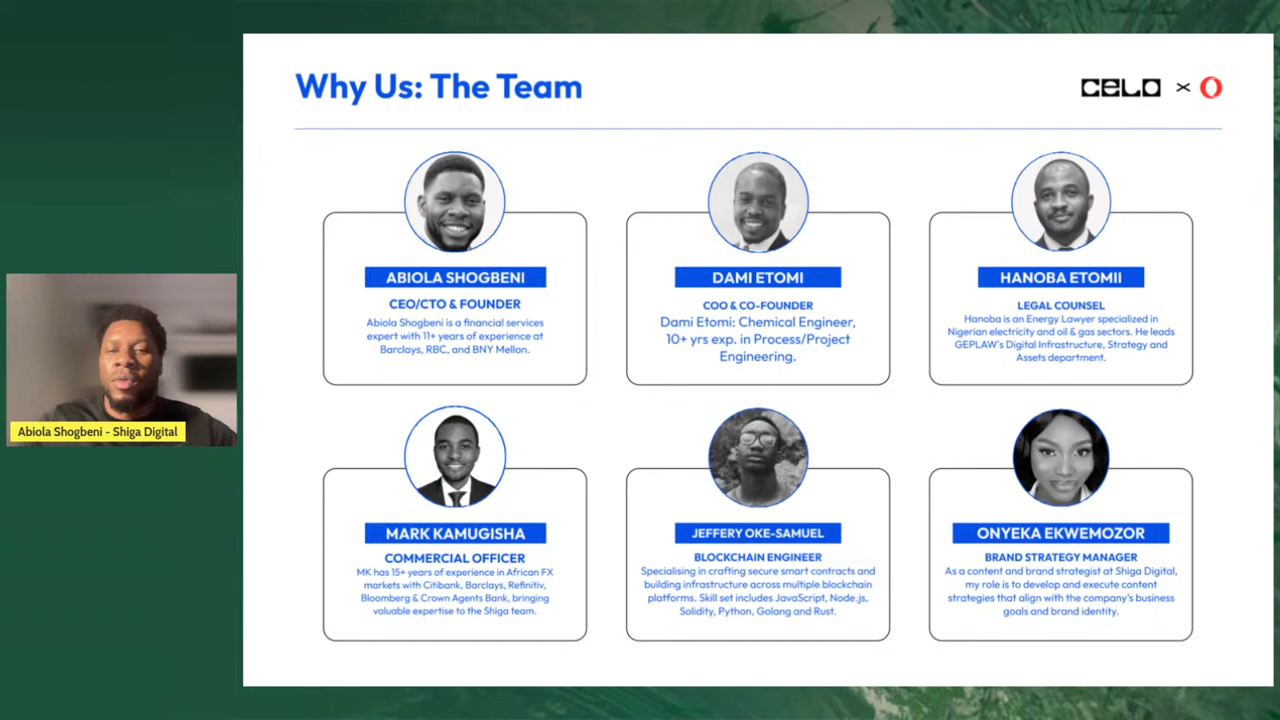 Why Us: The Team
CELO × O
ABIOLA SHOGBENI
CEO/CTO & FOUNDER
Abiola Shogbeni is a financial services
expert with 11+ years of experience at
Barclays, RBC, and BNY Mellon.
DAMI ETOMI
COO & CO-FOUNDER
Dami Etomi: Chemical Engineer,
10+ yrs exp. in Process/Project
Engineering.
HANOBA ETOMII
LEGAL COUNSEL
Hanoba is an Energy Lawyer specialized in
Nigerian electricity and oil & gas sectors. He leads
GEPLAW's Digital Infrastructure, Strategy and
Assets department.
Abiola Shogbeni - Shiga Digital
MARK KAMUGISHA
COMMERCIAL OFFICER
MK has 15+ years of experience in African FX
markets with Citibank, Barclays, Refinitiv,
Bloomberg & Crown Agents Bank, bringing
valuable expertise to the Shiga team.
JEFFERY OKE-SAMUEL
BLOCKCHAIN ENGINEER
Specialising in crafting secure smart contracts and
building infrastructure across multiple blockchain
platforms. Skill set includes JavaScript, Node.js,
Solidity, Python, Golang and Rust.
ONYEKA EKWEMOZOR
BRAND STRATEGY MANAGER
As a content and brand strategist at Shiga Digital,
my role is to develop and execute content
strategies that align with the company's business
goals and brand identity.